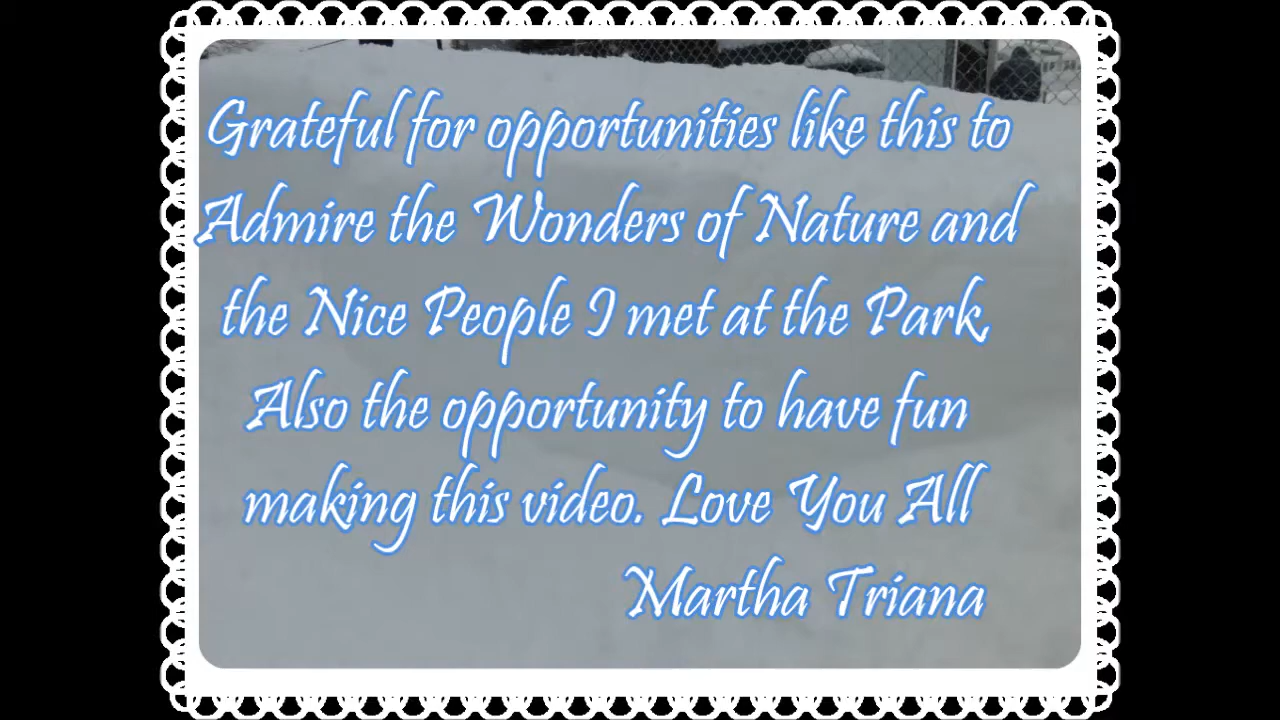 Grateful for opportunities like this to
Admire the Wonders of Nature and
the Nice People I met at the Park,
Also the opportunity to have fun
making this video. Love You All
Martha Triana